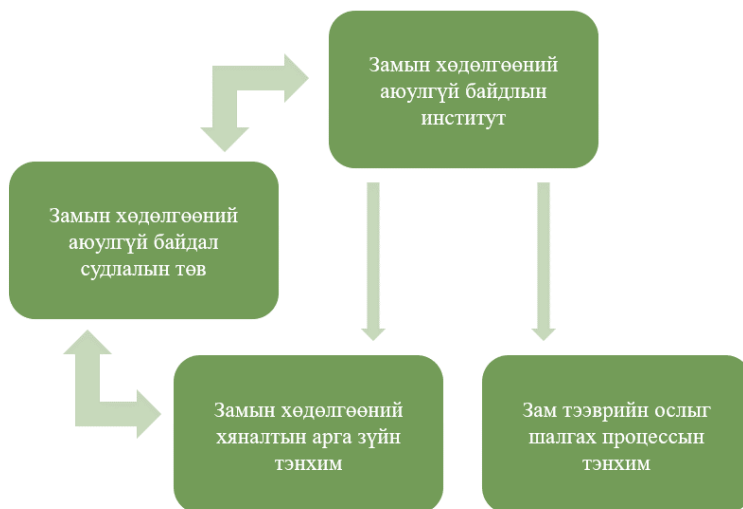 Замын хөдөлгөөний
аюулгүй байдлын
институт
Замын хөдөлгөөний
аюулгүй байдал
судлалын төв
Замын хөдөлгөөний
хяналтын арга зүйн
тэнхим
Зам тээврийн ослыг
шалгах процессын
тэнхим